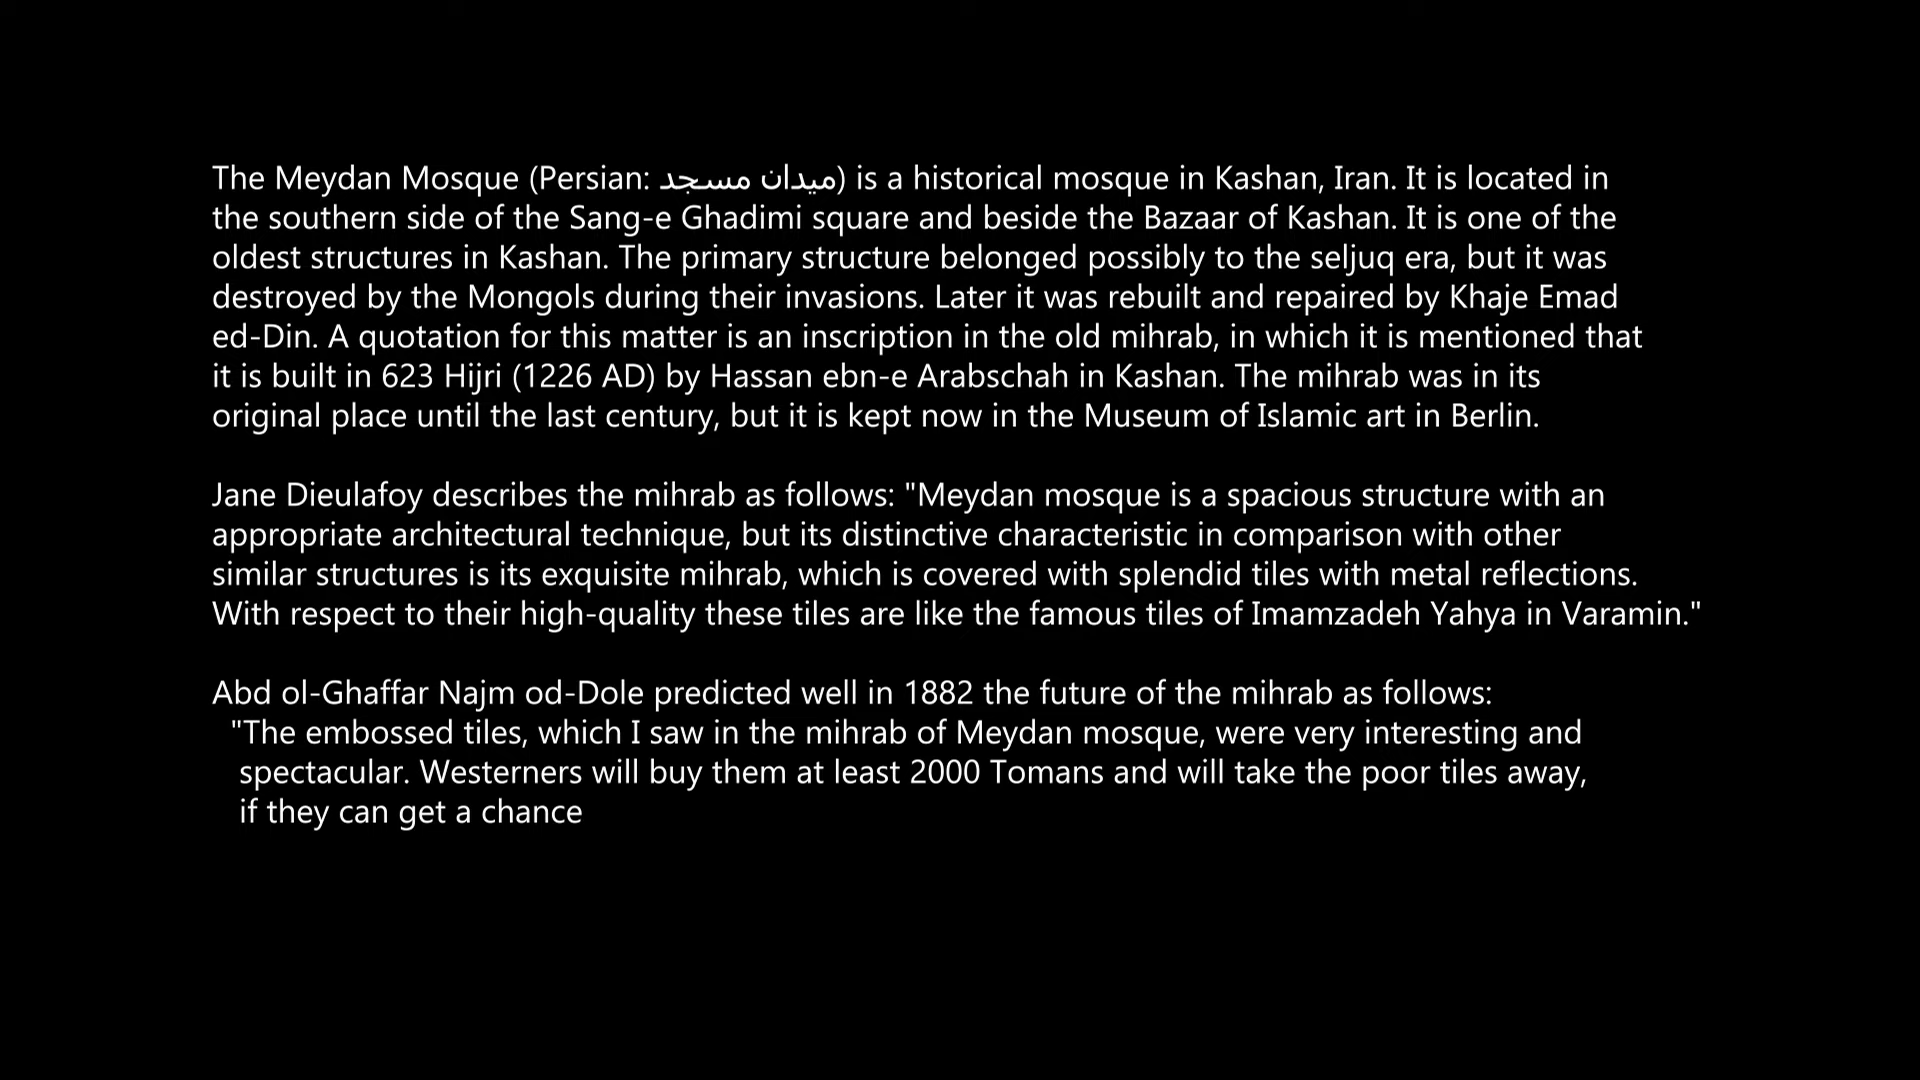 The Meydan Mosque (Persian: میدان مسجد) is a historical mosque in Kashan, Iran. It is located in
the southern side of the Sang-e Ghadimi square and beside the Bazaar of Kashan. It is one of the
oldest structures in Kashan. The primary structure belonged possibly to the seljuq era, but it was
destroyed by the Mongols during their invasions. Later it was rebuilt and repaired by Khaje Emad
ed-Din. A quotation for this matter is an inscription in the old mihrab, in which it is mentioned that
it is built in 623 Hijri (1226 AD) by Hassan ebn-e Arabschah in Kashan. The mihrab was in its
original place until the last century, but it is kept now in the Museum of Islamic art in Berlin.
Jane Dieulafoy describes the mihrab as follows: "Meydan mosque is a spacious structure with an
appropriate architectural technique, but its distinctive characteristic in comparison with other
similar structures is its exquisite mihrab, which is covered with splendid tiles with metal reflections.
With respect to their high-quality these tiles are like the famous tiles of Imamzadeh Yahya in Varamin."
Abd ol-Ghaffar Najm od-Dole predicted well in 1882 the future of the mihrab as follows:
"The embossed tiles, which I saw in the mihrab of Meydan mosque, were very interesting and
spectacular. Westerners will buy them at least 2000 Tomans and will take the poor tiles away,
if they can get a chance